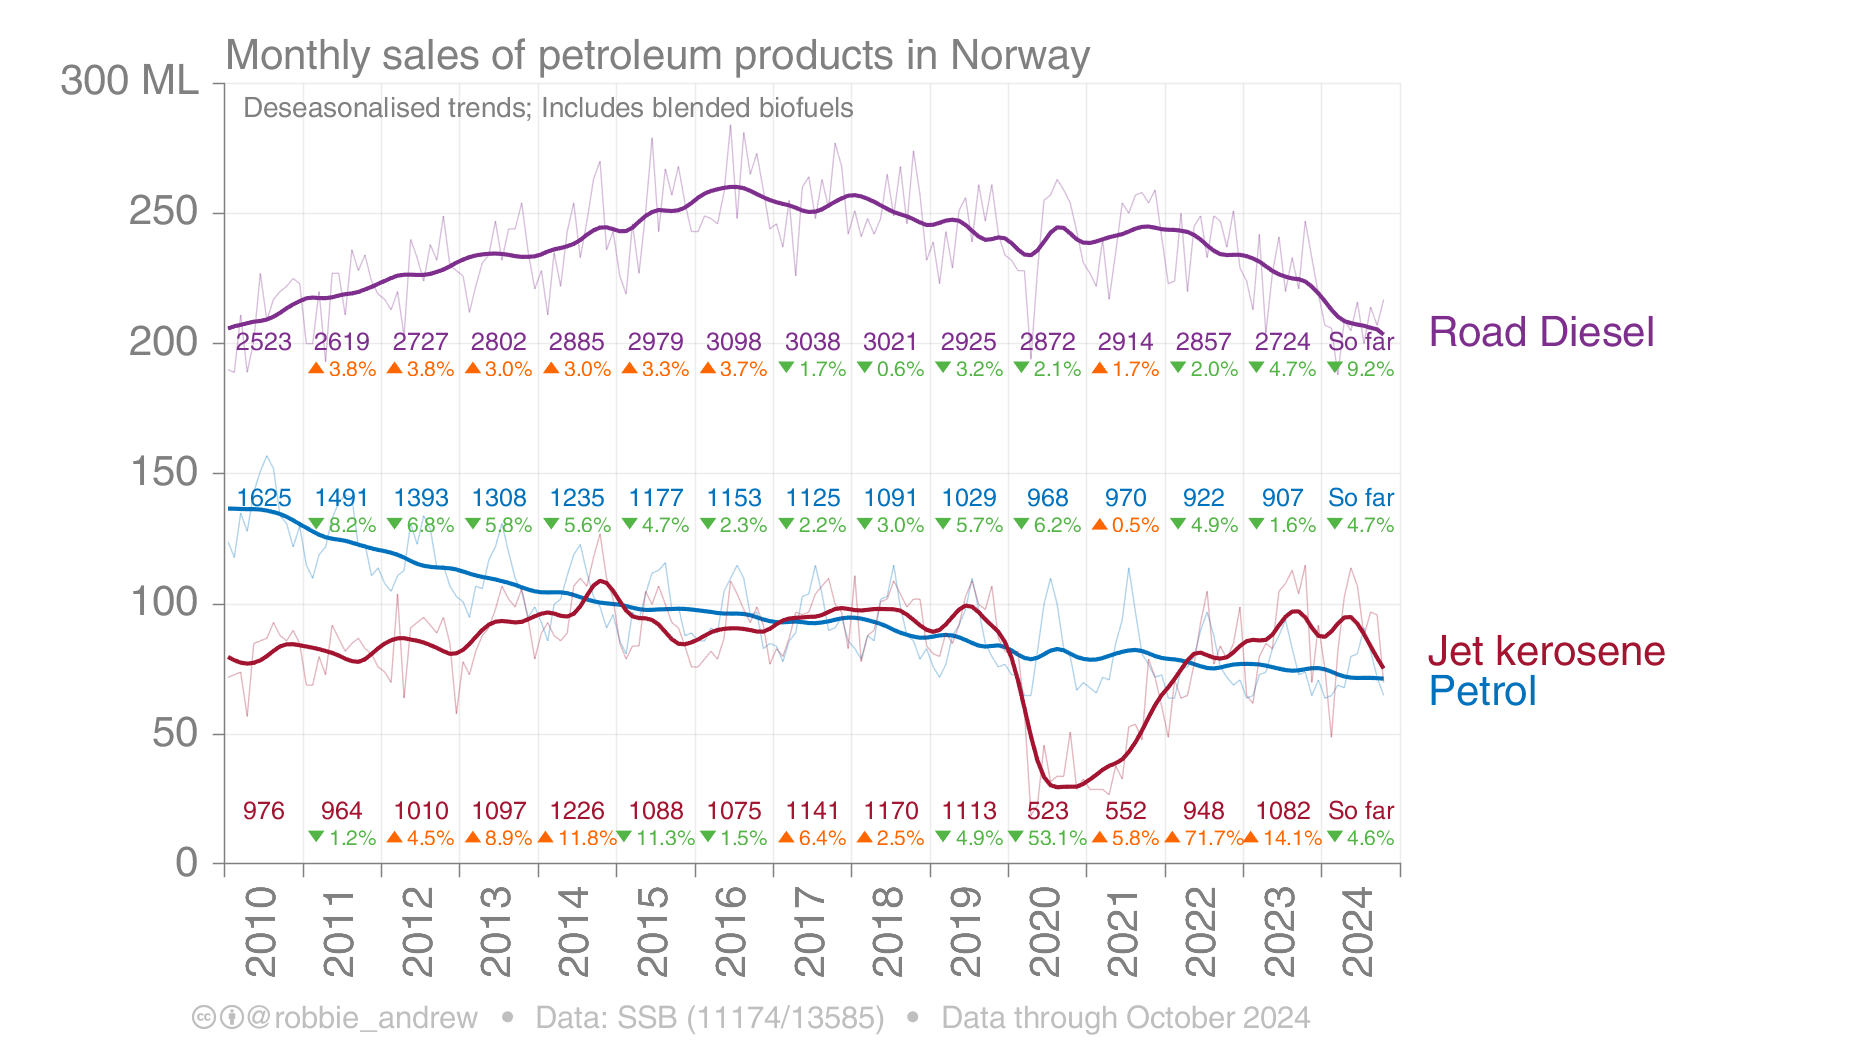 Monthly sales of petroleum products in Norway
300 ML
Deseasonalised trends; Includes blended biofuels
250
200
2523 2619 2727 2802 2885 2979 3098 3038 3021 2925 2872 2914 2857 2724 So far
▲3.8% ▲3.8% ▲3.0% ▲3.0% ▲3.3% ▲3.7% ▼1.7% ▼0.6% ▼3.2% ▼2.1% ▲1.7% ▼2.0% ▼4.7% ▼9.2%
Road Diesel
150
1625 1491 1393 1308 1235 1177 1153 1125 1091 1029 968 970 922 907 So far
▼8.2% ▼6.8% ▼5.8% ▼5.6% ▼4.7% ▼2.3% ▼2.2% ▼3.0% ▼5.7% ▼6.2% ▲0.5% ▼4.9% ▼1.6% ▼4.7%
100
Jet kerosene
Petrol
50
976 964 1010 1097 1226 1088 1075 1141 1170 1113 523 552 948 1082 So far
▼1.2% ▲4.5% ▲8.9% ▲11.8% ▼11.3% ▼1.5% ▲6.4% ▲2.5% ▼4.9% ▼53.1% ▲5.8% ▲71.7% ▲14.1% ▼4.6%
0
2010 2011 2012 2013 2014 2015 2016 2017 2018 2019 2020 2021 2022 2023 2024
@robbie_andrew • Data: SSB (11174/13585) • Data through October 2024